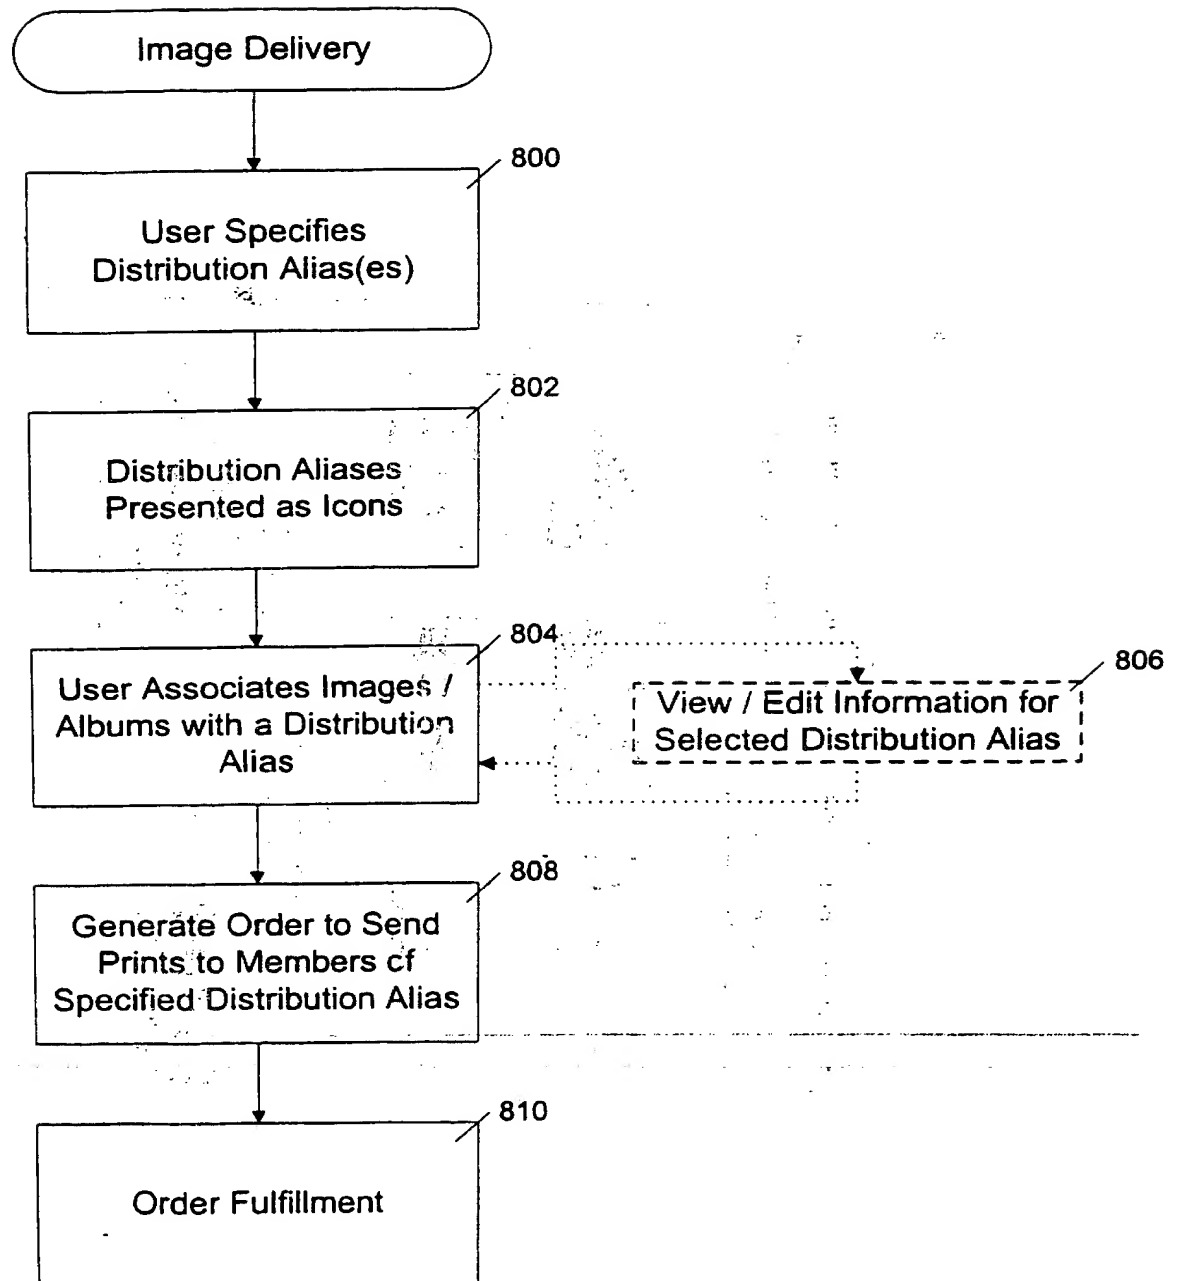 Image Delivery
800
User Specifies
Distribution Alias(es)
802
Distribution Aliases
Presented as Icons
804
User Associates Images /
Albums with a Distribution
Alias
806
View / Edit Information for
Selected Distribution Alias
808
Generate Order to Send
Prints to Members of
Specified Distribution Alias
810
Order Fulfillment